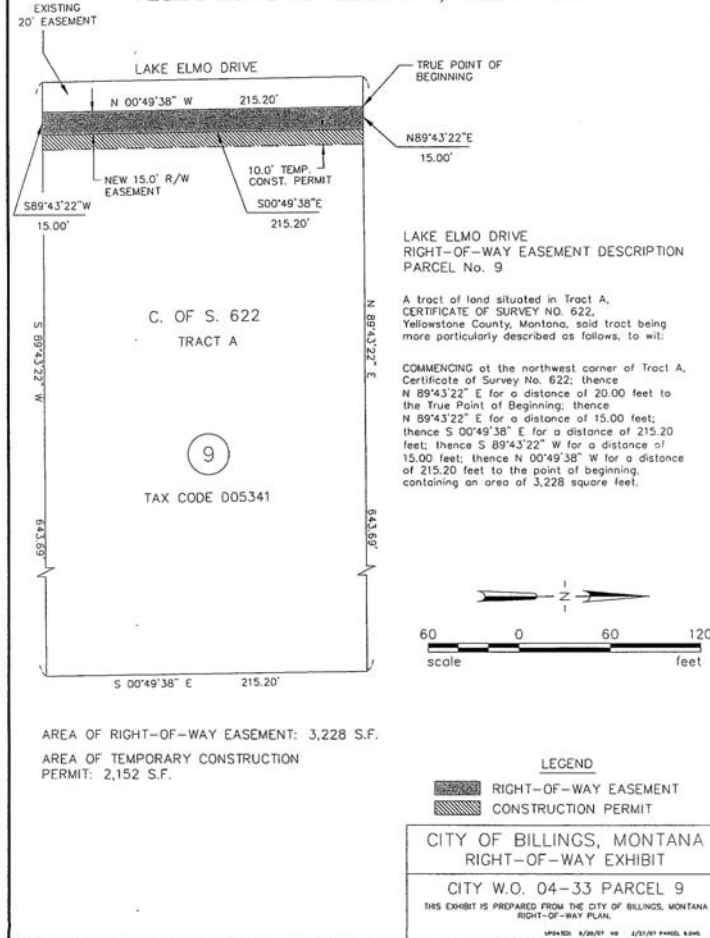 EXISTING
20' EASEMENT
LAKE ELMO DRIVE
TRUE POINT OF
BEGINNING
N 00°49'38" W 215.20'
N89°43'22"E
15.00'
NEW 15.0' R/W
EASEMENT
10.0' TEMP.
CONST. PERMIT
S89°43'22"W
15.00'
S00°49'38"E
215.20'
LAKE ELMO DRIVE
RIGHT-OF-WAY EASEMENT DESCRIPTION
PARCEL No. 9
A tract of land situated in Tract A,
CERTIFICATE OF SURVEY NO. 622,
Yellowstone County, Montana, said tract being
more particularly described as follows, to wit:
COMMENCING at the northwest corner of Tract A,
Certificate of Survey No. 622; thence
N 89°43'22" E for a distance of 20.00 feet to
the True Point of Beginning; thence
N 89°43'22" E for a distance of 15.00 feet;
thence S 00°49'38" E for a distance of 215.20
feet; thence S 89°43'22" W for a distance of
15.00 feet; thence N 00°49'38" W for a distance
of 215.20 feet to the point of beginning,
containing an area of 3,228 square feet.
C. OF S. 622
TRACT A
S 89°43'22" W
N 89°43'22" E
9
TAX CODE D05341
643.69'
643.69'
N
60 0 60 120
scale feet
S 00°49'38" E 215.20'
AREA OF RIGHT-OF-WAY EASEMENT: 3,228 S.F.
AREA OF TEMPORARY CONSTRUCTION
PERMIT: 2,152 S.F.
LEGEND
RIGHT-OF-WAY EASEMENT
CONSTRUCTION PERMIT
CITY OF BILLINGS, MONTANA
RIGHT-OF-WAY EXHIBIT
CITY W.O. 04-33 PARCEL 9
THIS EXHIBIT IS PREPARED FROM THE CITY OF BILLINGS, MONTANA
RIGHT-OF-WAY PLAN.